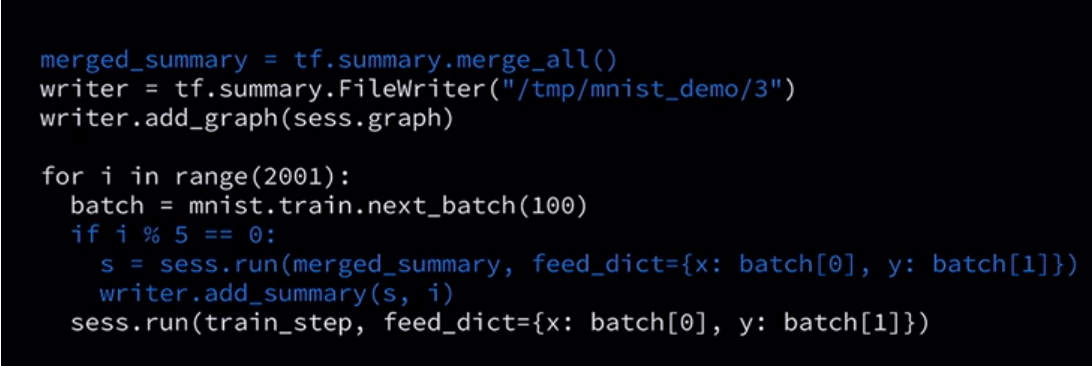 merged_summary = tf.summary.merge_all()
writer = tf.summary.FileWriter("/tmp/mnist_demo/3")
writer.add_graph(sess.graph)

for i in range(2001):
  batch = mnist.train.next_batch(100)
  if i % 5 == 0:
    s = sess.run(merged_summary, feed_dict={x: batch[0], y: batch[1]})
    writer.add_summary(s, i)
  sess.run(train_step, feed_dict={x: batch[0], y: batch[1]})